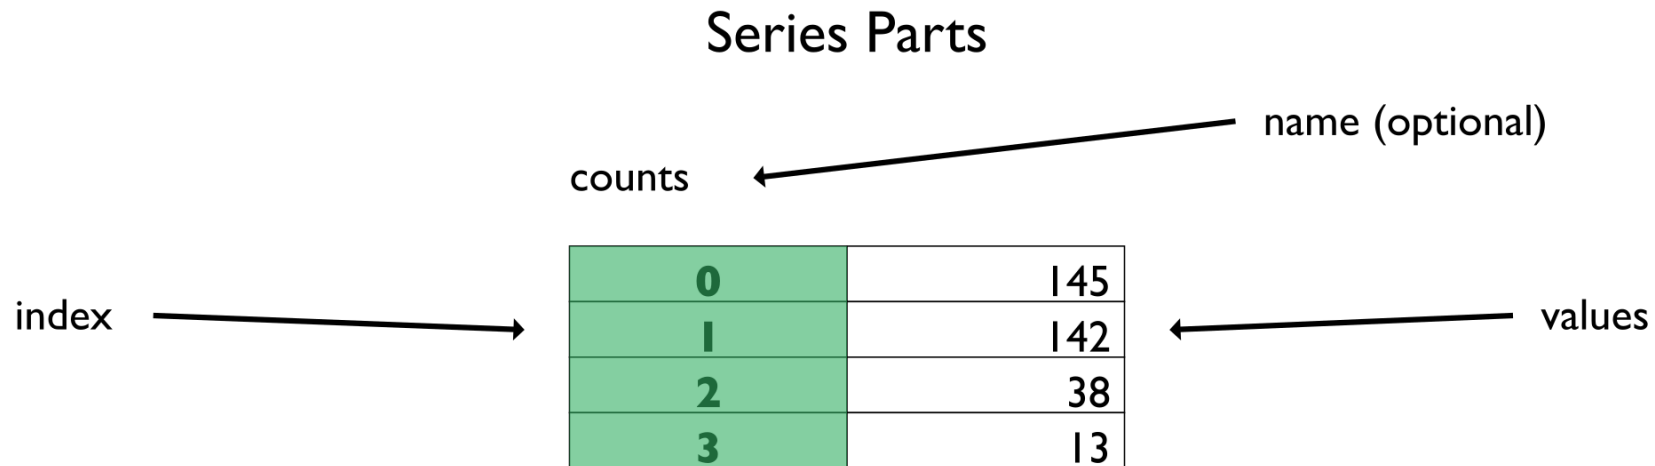 Series Parts
name (optional)
counts
0 145
index
1 142
values
2 38
3 13